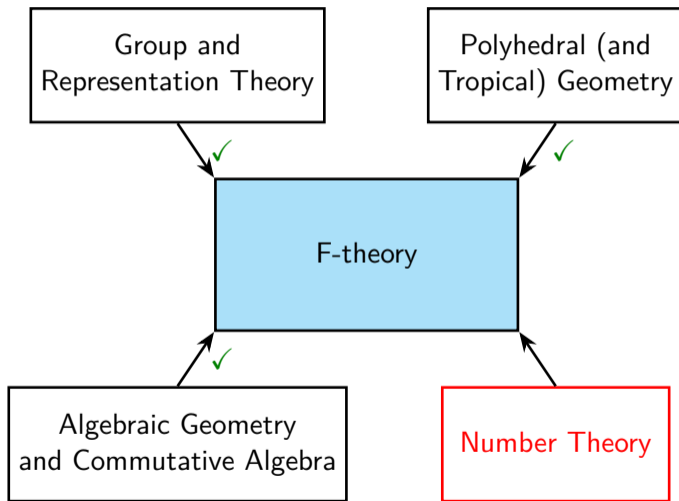 Group and
Representation Theory
Polyhedral (and
Tropical) Geometry
✓
✓
F-theory
✓
Algebraic Geometry
and Commutative Algebra
Number Theory